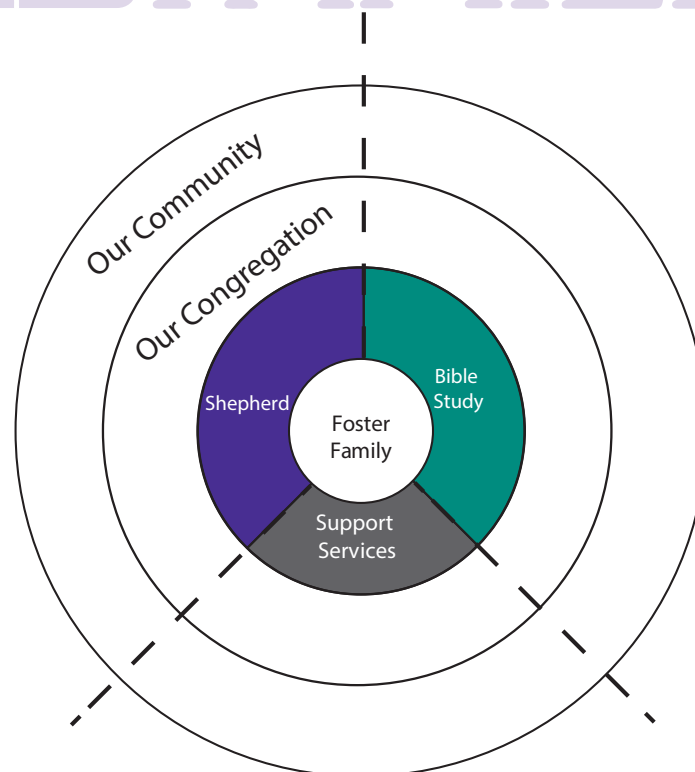 Our Community
Our Congregation
Shepherd
Bible
Study
Foster
Family
Support
Services